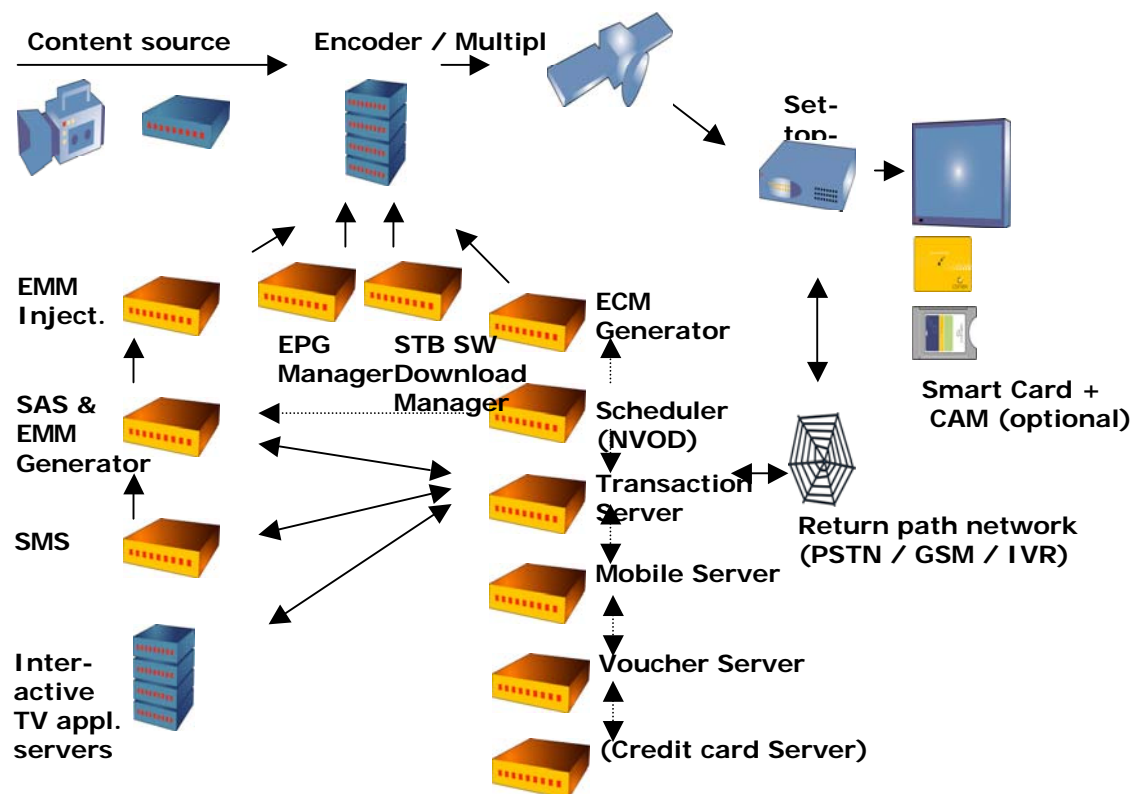 Content source
Encoder / Multipl
Set-
top-
EMM
Inject.
EPG
Manager
STB SW
Download
Manager
ECM
Generator
Smart Card +
CAM (optional)
SAS &
EMM
Generator
Scheduler
(NVOD)
Transaction
Server
Return path network
(PSTN / GSM / IVR)
SMS
Mobile Server
Inter-
active
TV appl.
servers
Voucher Server
(Credit card Server)